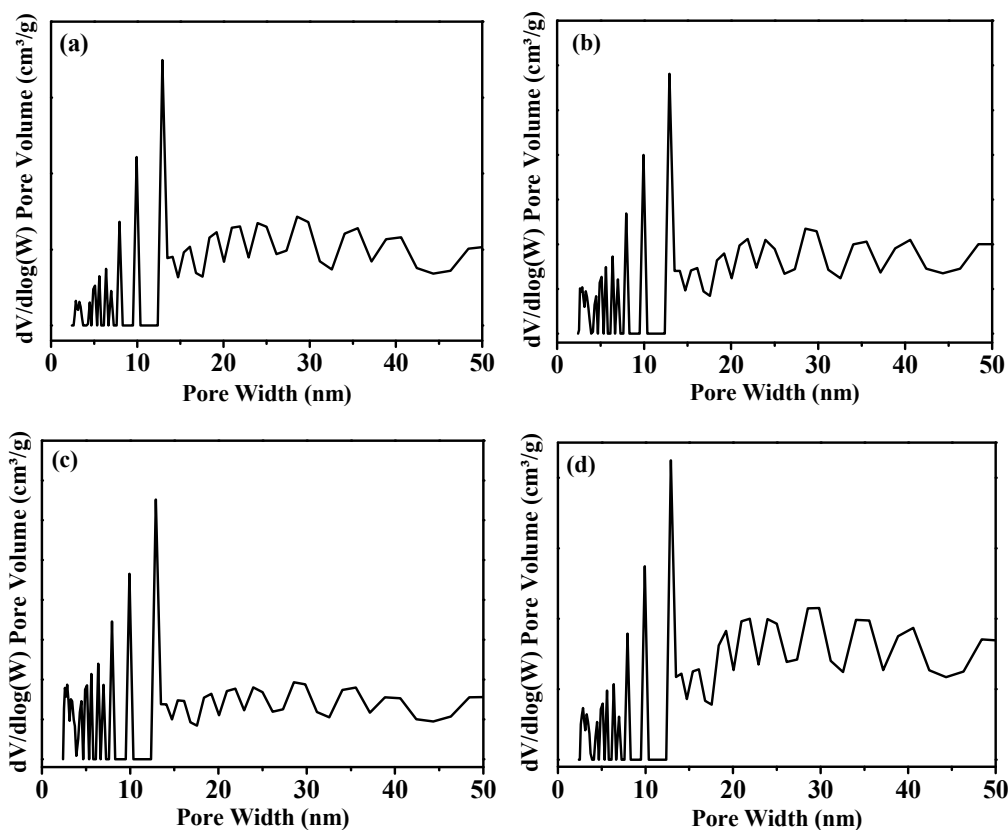 (a)
dV/dlog(W) Pore Volume (cm³/g)
0 10 20 30 40 50
Pore Width (nm)
(b)
dV/dlog(W) Pore Volume (cm³/g)
0 10 20 30 40 50
Pore Width (nm)
(c)
dV/dlog(W) Pore Volume (cm³/g)
0 10 20 30 40 50
Pore Width (nm)
(d)
dV/dlog(W) Pore Volume (cm³/g)
0 10 20 30 40 50
Pore Width (nm)